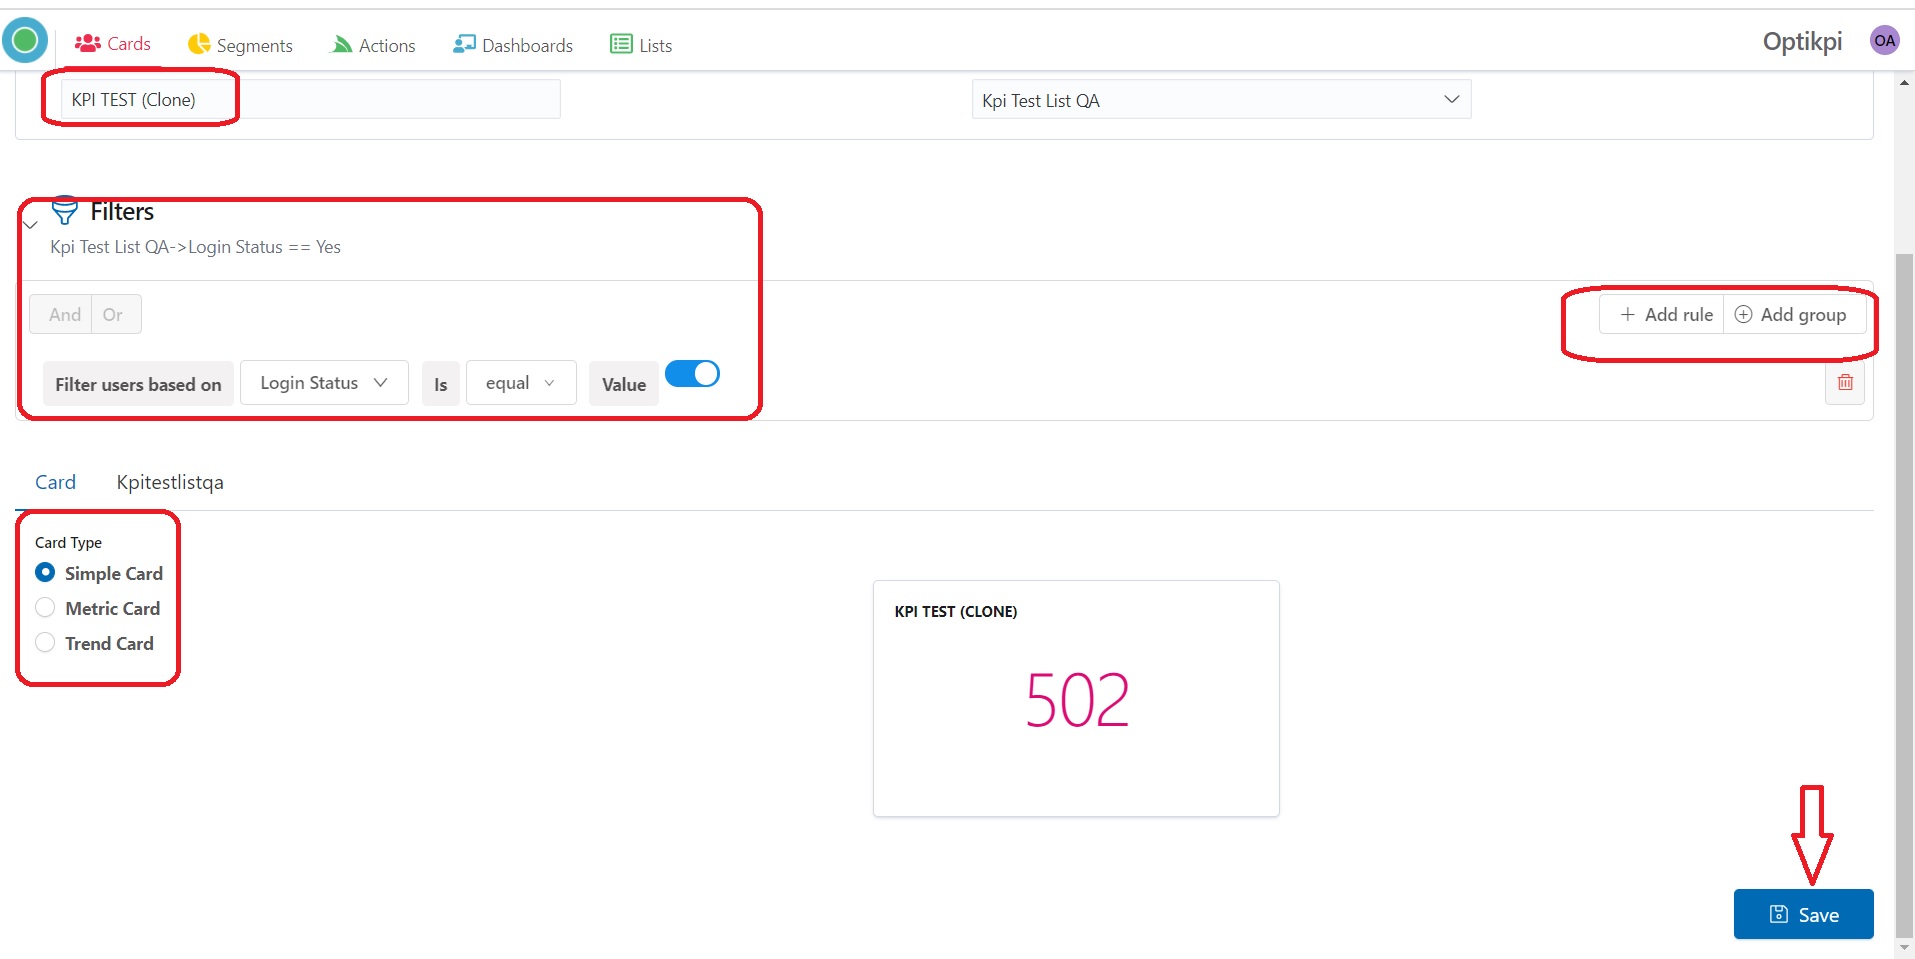 Cards Segments Actions Dashboards Lists Optikpi OA
KPI TEST (Clone) Kpi Test List QA
Filters
Kpi Test List QA->Login Status == Yes
And Or + Add rule Add group
Filter users based on Login Status Is equal Value
Card Kpitestlistqa
Card Type
Simple Card
Metric Card
Trend Card
KPI TEST (CLONE)
502
Save